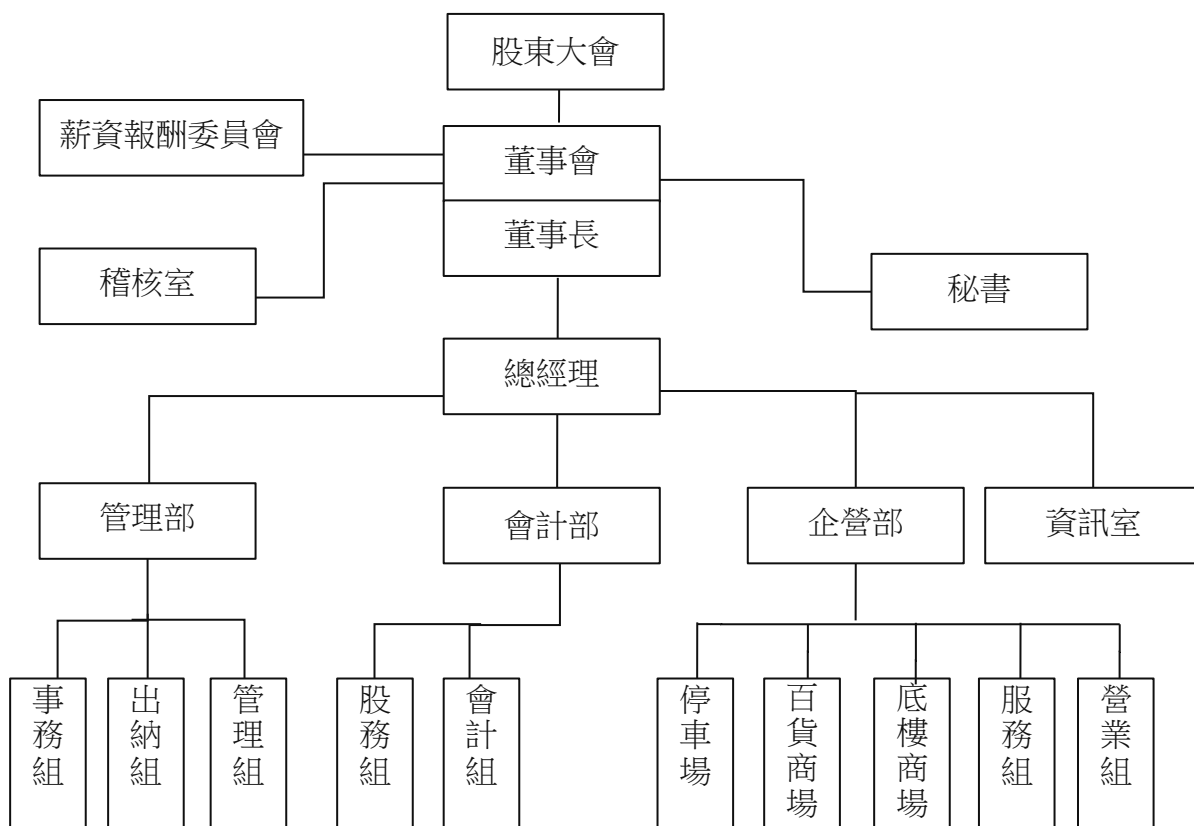 股東大會
薪資報酬委員會
董事會
董事長
稽核室
秘書
總經理
管理部
會計部
企營部
資訊室
事務組
出納組
管理組
股務組
會計組
停車場
百貨商場
底樓商場
服務組
營業組